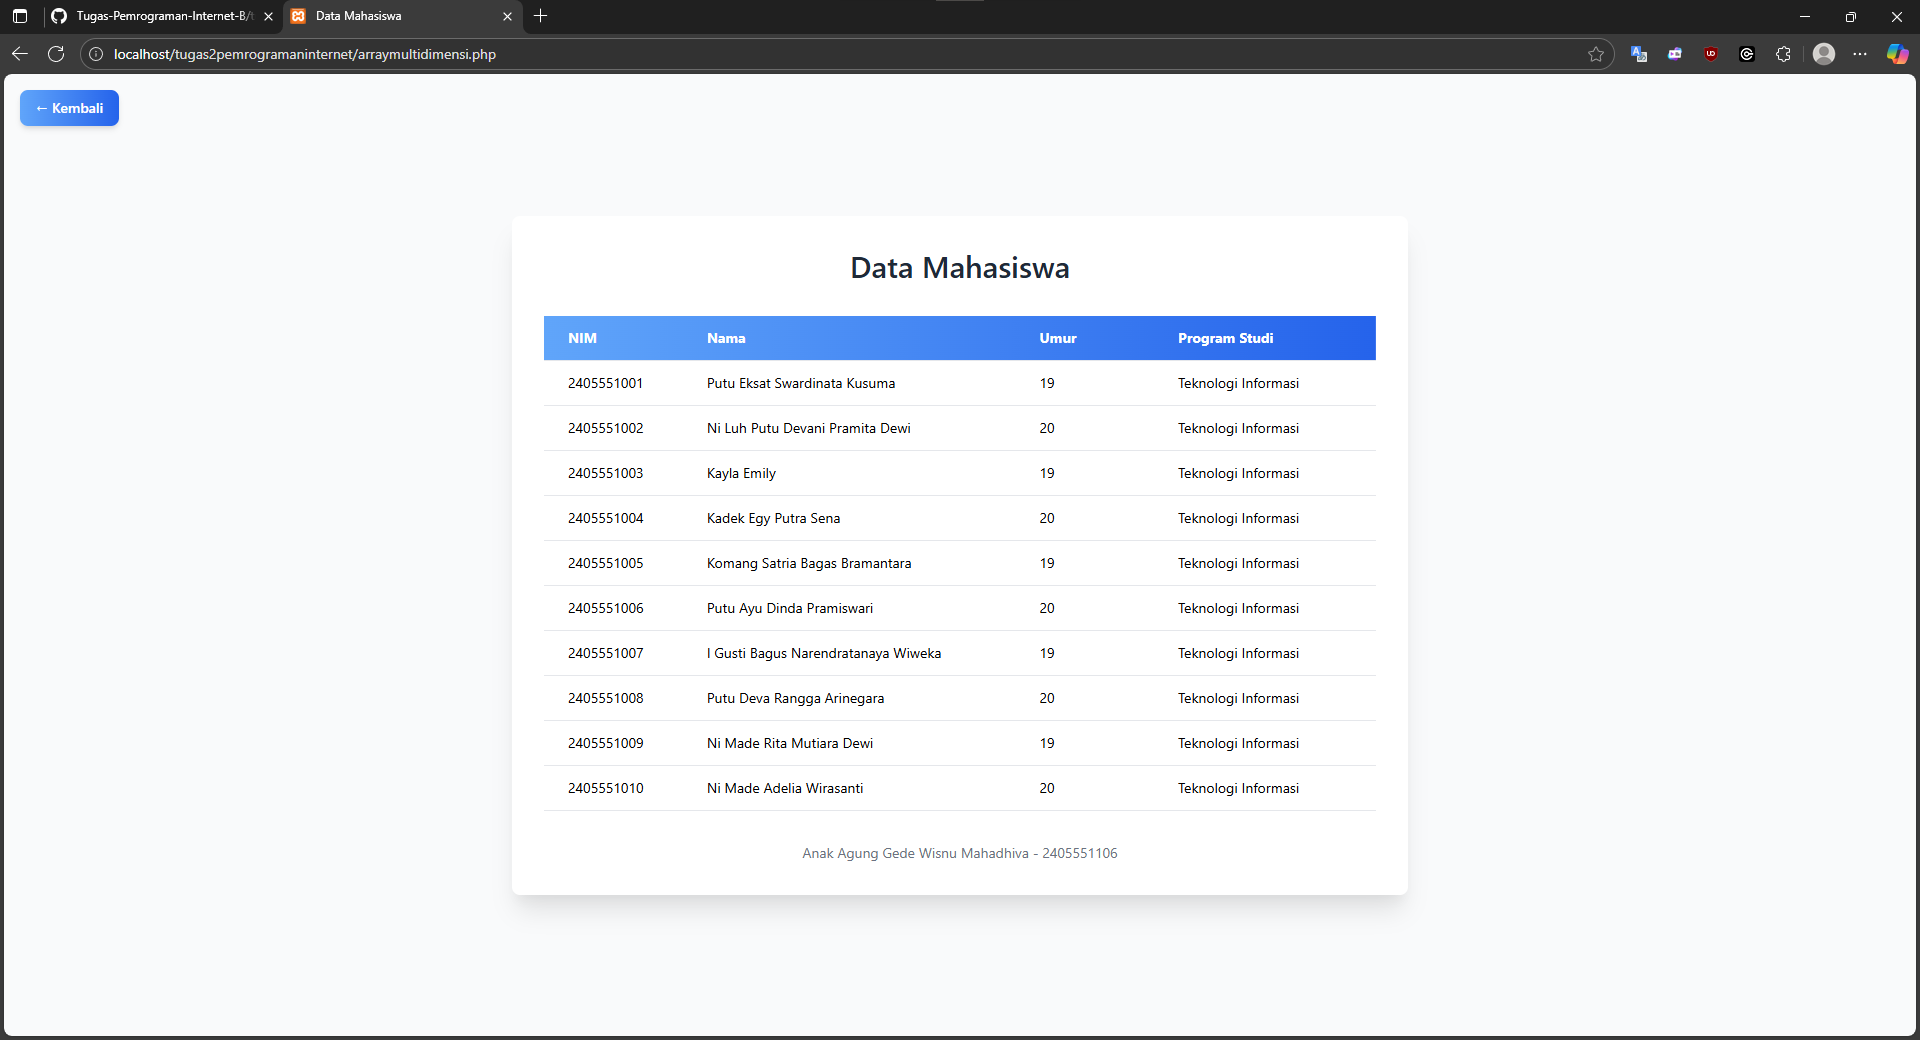 Tugas-Pemrograman-Internet-B/t
Data Mahasiswa
localhost/tugas2pemrogramaninternet/arraymultidimensi.php
← Kembali
Data Mahasiswa
NIM Nama Umur Program Studi
2405551001 Putu Eksat Swardinata Kusuma 19 Teknologi Informasi
2405551002 Ni Luh Putu Devani Pramita Dewi 20 Teknologi Informasi
2405551003 Kayla Emily 19 Teknologi Informasi
2405551004 Kadek Egy Putra Sena 20 Teknologi Informasi
2405551005 Komang Satria Bagas Bramantara 19 Teknologi Informasi
2405551006 Putu Ayu Dinda Pramiswari 20 Teknologi Informasi
2405551007 I Gusti Bagus Narendratanaya Wiweka 19 Teknologi Informasi
2405551008 Putu Deva Rangga Arinegara 20 Teknologi Informasi
2405551009 Ni Made Rita Mutiara Dewi 19 Teknologi Informasi
2405551010 Ni Made Adelia Wirasanti 20 Teknologi Informasi
Anak Agung Gede Wisnu Mahadhiva - 2405551106